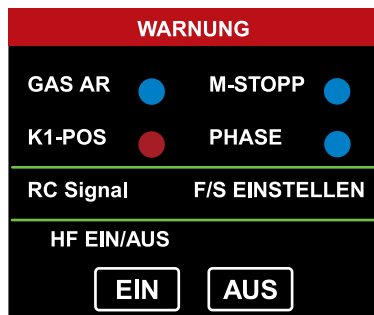 WARNUNG
GAS AR M-STOPP
K1-POS PHASE
RC Signal F/S EINSTELLEN
HF EIN/AUS
EIN AUS